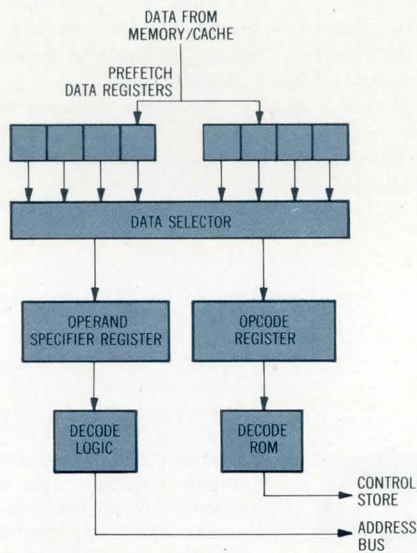 DATA FROM
MEMORY/CACHE
PREFETCH
DATA REGISTERS
DATA SELECTOR
OPERAND
SPECIFIER REGISTER
OPCODE
REGISTER
DECODE
LOGIC
DECODE
ROM
CONTROL
STORE
ADDRESS
BUS